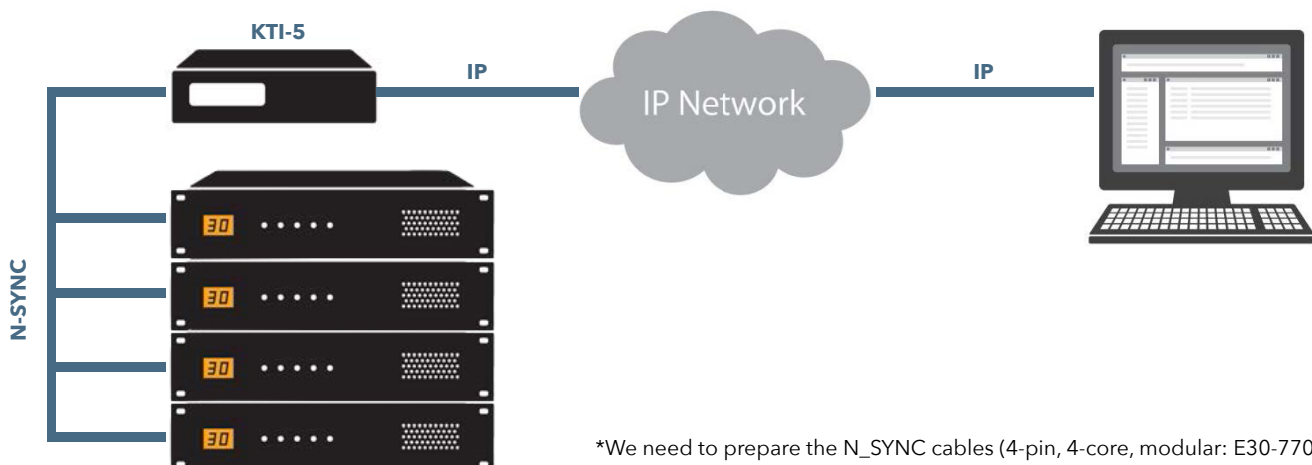 KTI-5
IP
IP Network
IP
N-SYNC
30
30
30
30
*We need to prepare the N_SYNC cables (4-pin, 4-core, modular: E30-770